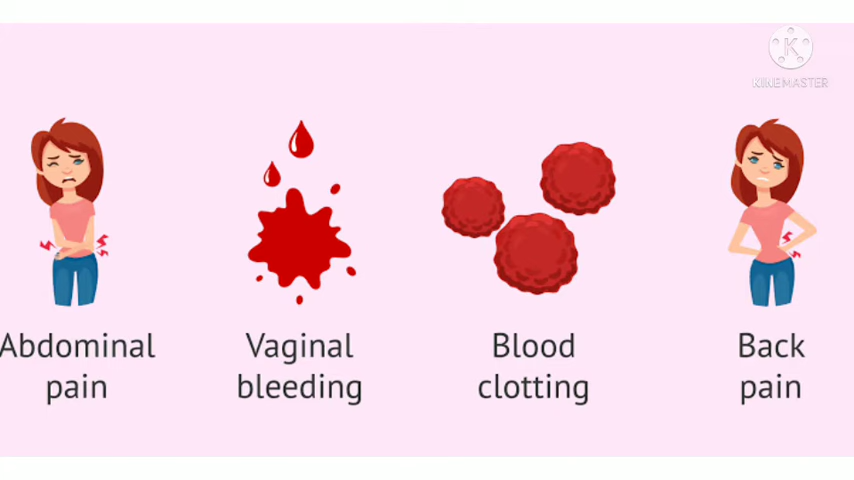 K
KINEMASTER
Abdominal
pain
Vaginal
bleeding
Blood
clotting
Back
pain